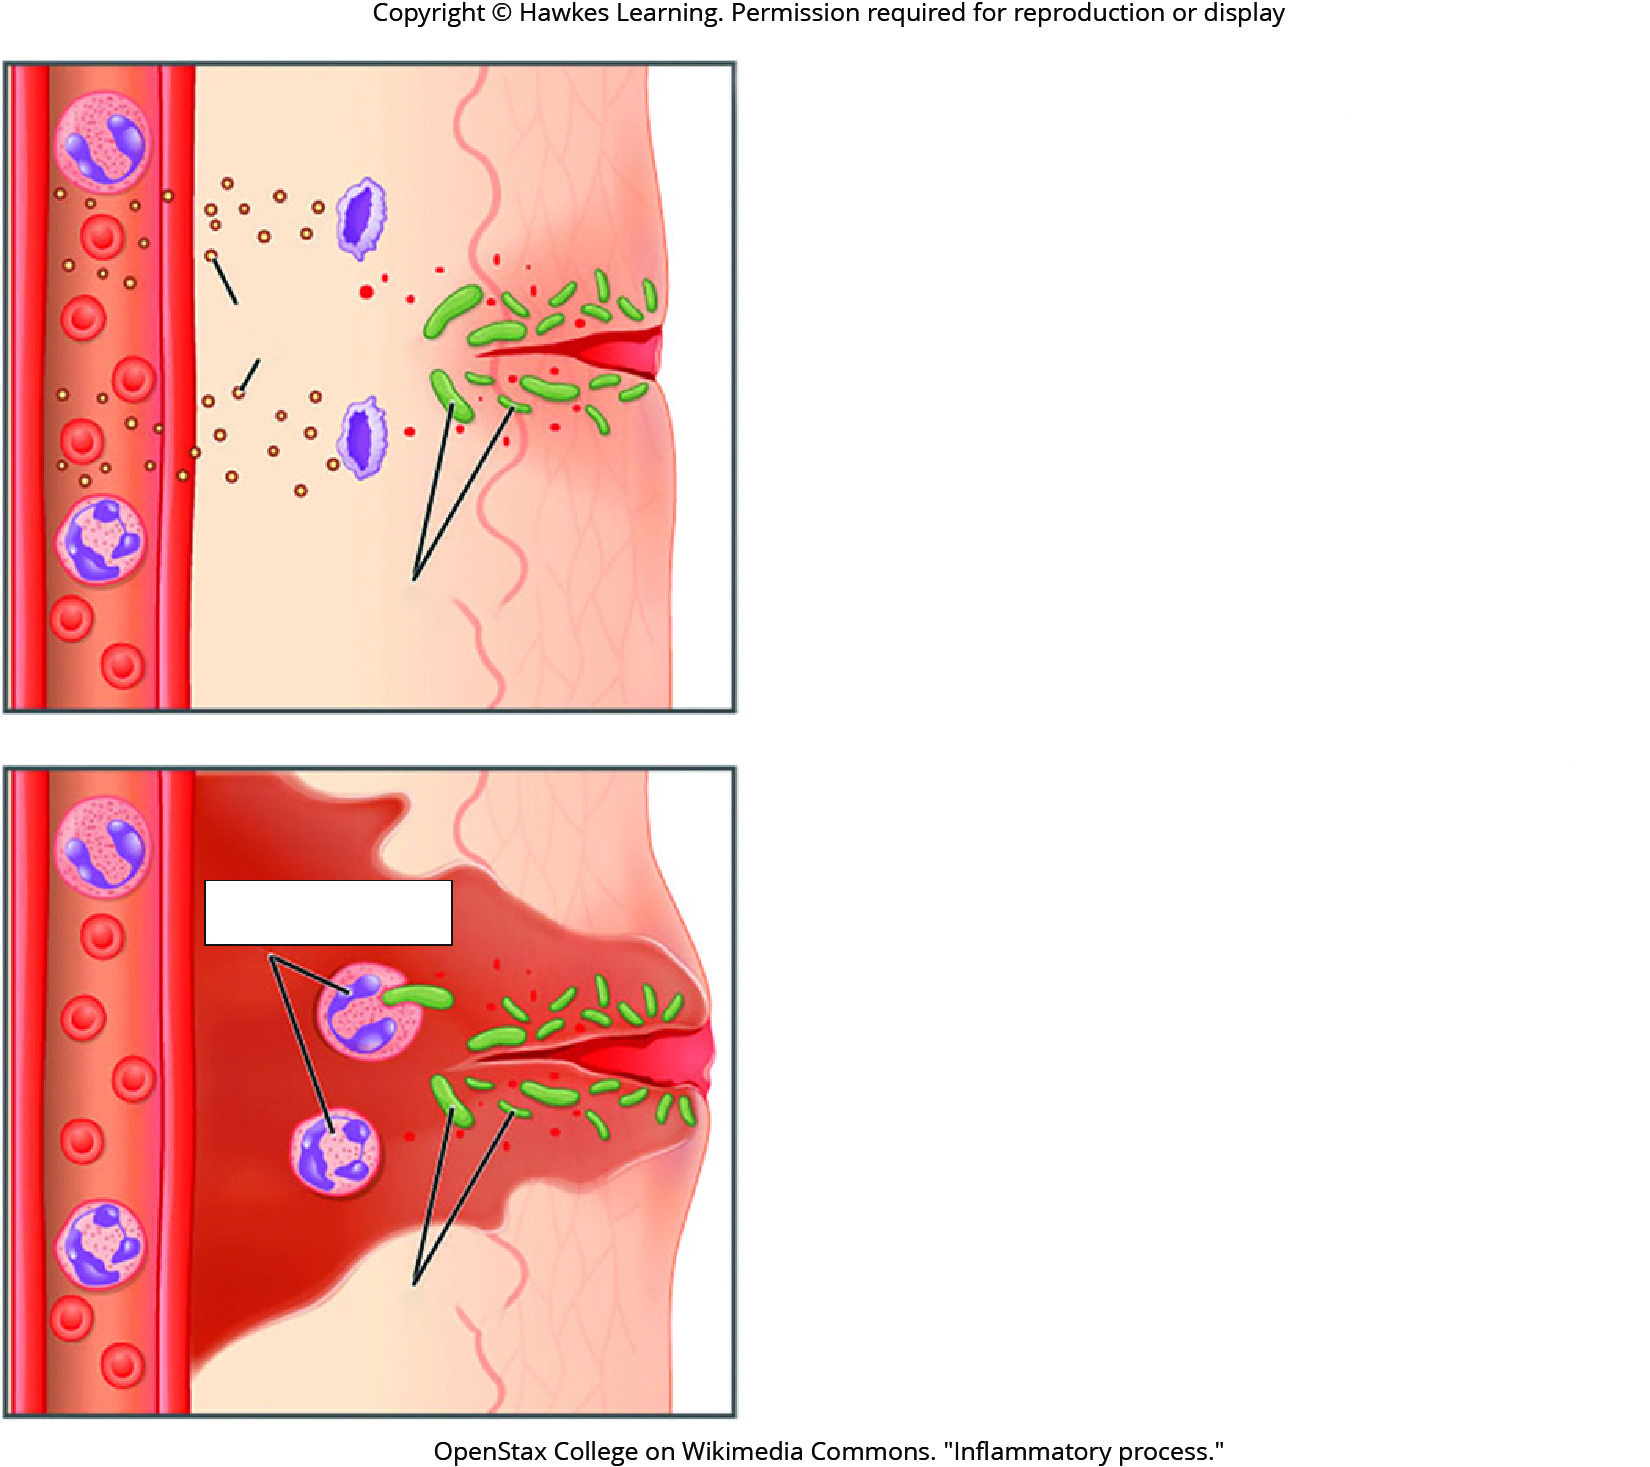 Copyright © Hawkes Learning. Permission required for reproduction or display
OpenStax College on Wikimedia Commons. "Inflammatory process."